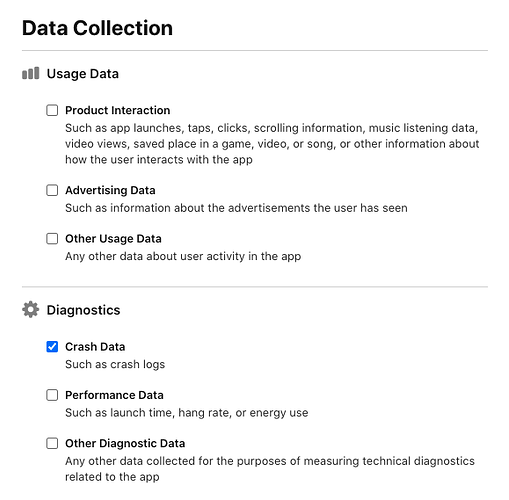 Data Collection
Usage Data
Product Interaction
Such as app launches, taps, clicks, scrolling information, music listening data,
video views, saved place in a game, video, or song, or other information about
how the user interacts with the app
Advertising Data
Such as information about the advertisements the user has seen
Other Usage Data
Any other data about user activity in the app
Diagnostics
Crash Data
Such as crash logs
Performance Data
Such as launch time, hang rate, or energy use
Other Diagnostic Data
Any other data collected for the purposes of measuring technical diagnostics
related to the app